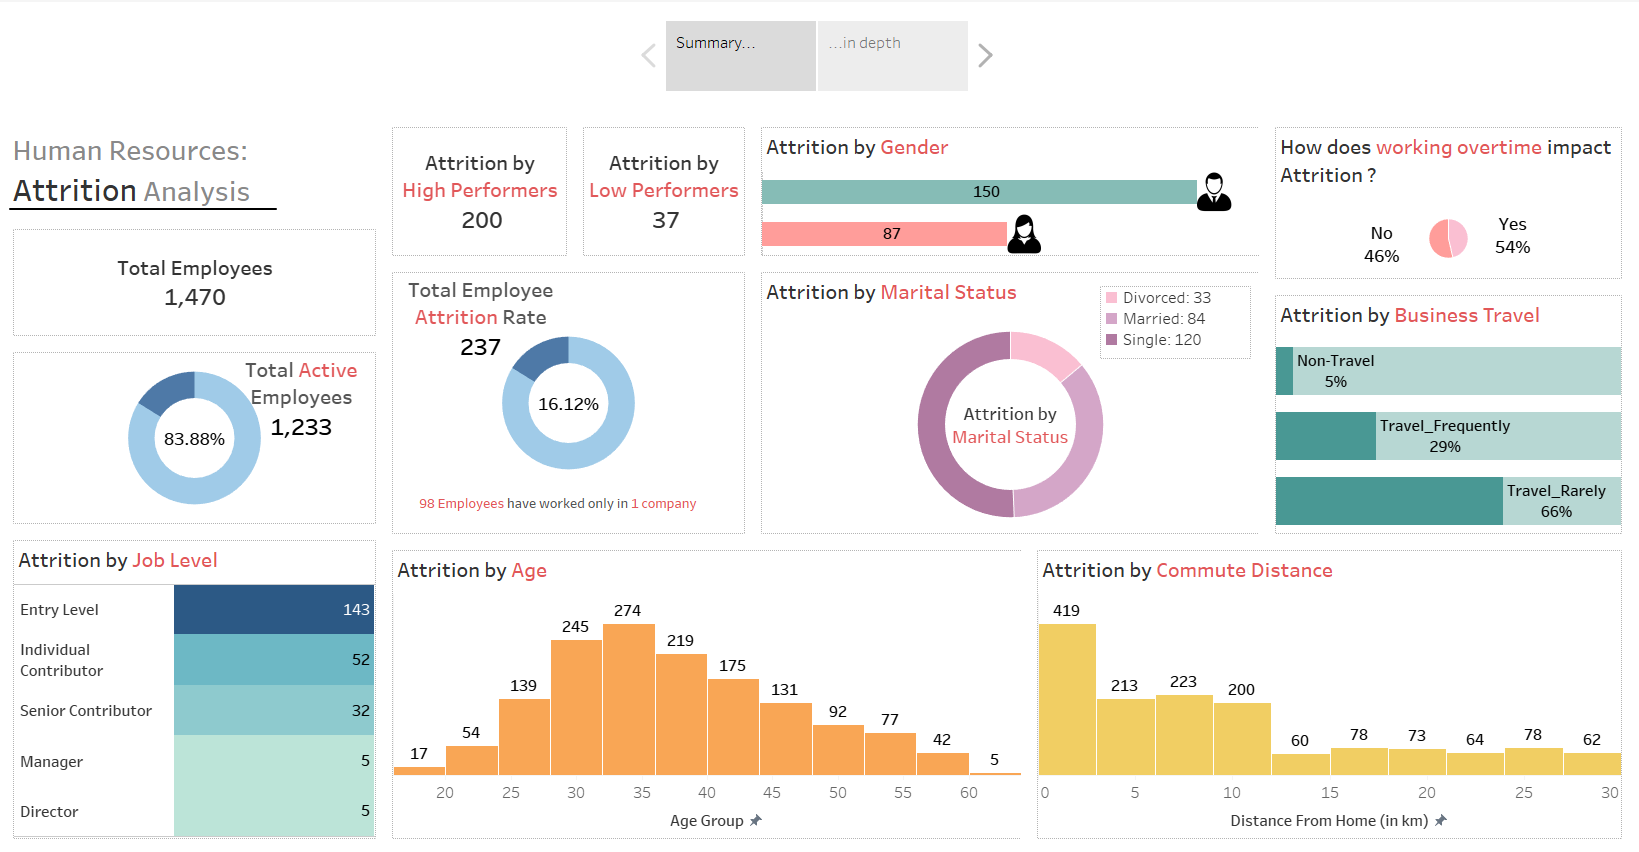 Summary...
...in depth
Human Resources:
Attrition Analysis
Total Employees
1,470
Total Active
Employees
1,233
83.88%
Attrition by
High Performers
200
Attrition by
Low Performers
37
Total Employee
Attrition Rate
237
16.12%
98 Employees have worked only in 1 company
Attrition by Gender
150
87
Attrition by Marital Status
Divorced: 33
Married: 84
Single: 120
Attrition by
Marital Status
How does working overtime impact
Attrition ?
No
46%
Yes
54%
Attrition by Business Travel
Non-Travel
5%
Travel_Frequently
29%
Travel_Rarely
66%
Attrition by Job Level
Entry Level 143
Individual
Contributor 52
Senior Contributor 32
Manager 5
Director 5
Attrition by Age
17 54 139 245 274 219 175 131 92 77 42 5
20 25 30 35 40 45 50 55 60
Age Group
Attrition by Commute Distance
419 213 223 200 60 78 73 64 78 62
0 5 10 15 20 25 30
Distance From Home (in km)